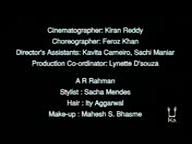 Cinematographer: Kiran Reddy
Choreographer: Feroz Khan
Director's Assistants: Kavita Carneiro, Sachi Maniar
Production Co-ordinator: Lynette D'souza
A R Rahman
Stylist : Sacha Mendes
Hair : Ity Aggarwal
Make-up : Mahesh S. Bhasme